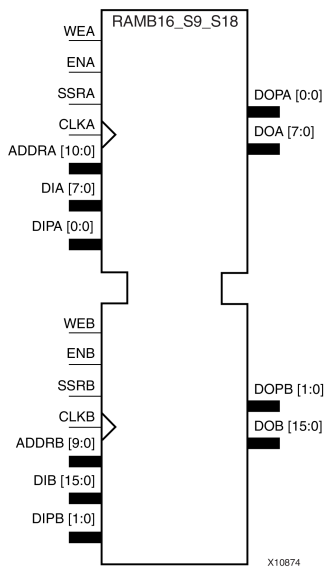 RAMB16_S9_S18
WEA
ENA
SSRA
CLKA
ADDRA [10:0]
DIA [7:0]
DIPA [0:0]
DOPA [0:0]
DOA [7:0]
WEB
ENB
SSRB
CLKB
ADDRB [9:0]
DIB [15:0]
DIPB [1:0]
DOPB [1:0]
DOB [15:0]
X10874